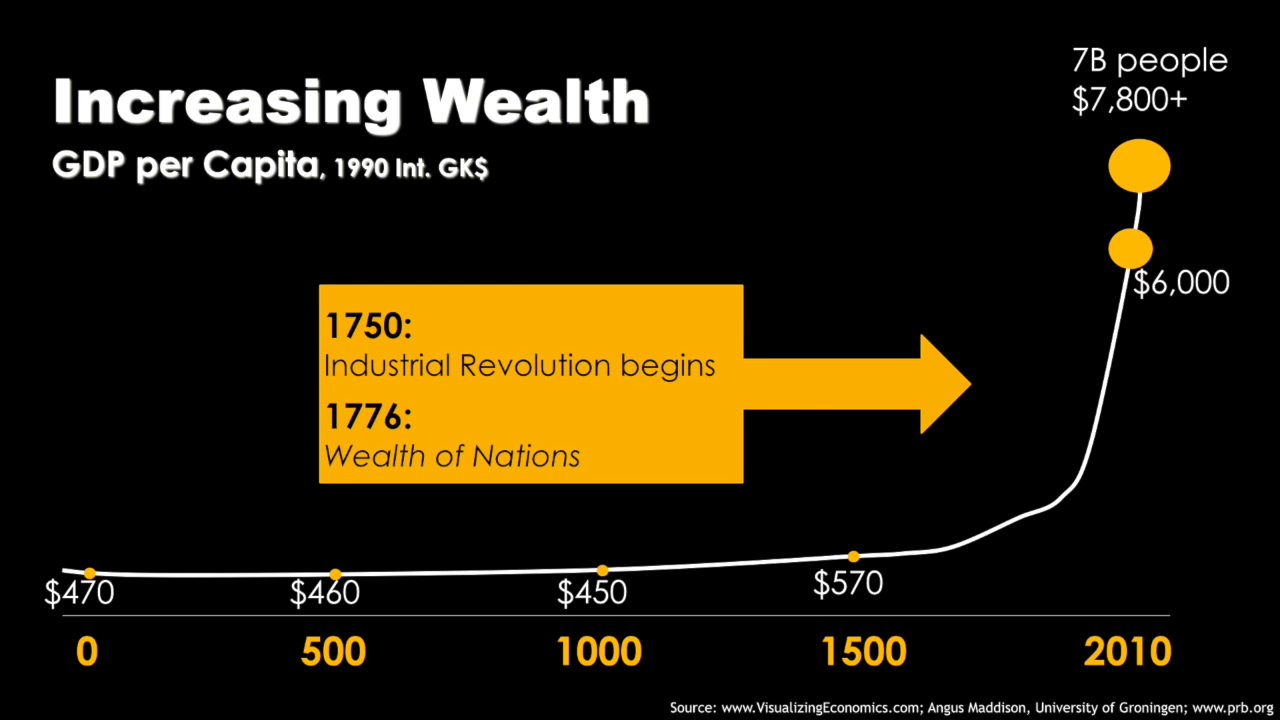 Increasing Wealth
GDP per Capita, 1990 Int. GK$
7B people
$7,800+
$6,000
1750:
Industrial Revolution begins
1776:
Wealth of Nations
$470
$460
$450
$570
0
500
1000
1500
2010
Source: www.VisualizingEconomics.com; Angus Maddison, University of Groningen; www.prb.org